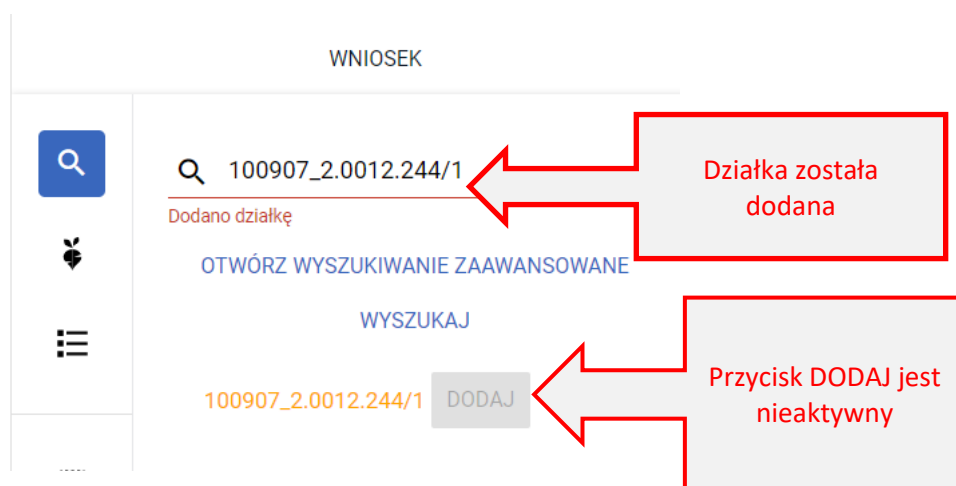 WNIOSEK
100907_2.0012.244/1
Dodano działkę
Działka została
dodana
OTWÓRZ WYSZUKIWANIE ZAAWANSOWANE
WYSZUKAJ
100907_2.0012.244/1 DODAJ
Przycisk DODAJ jest
nieaktywny